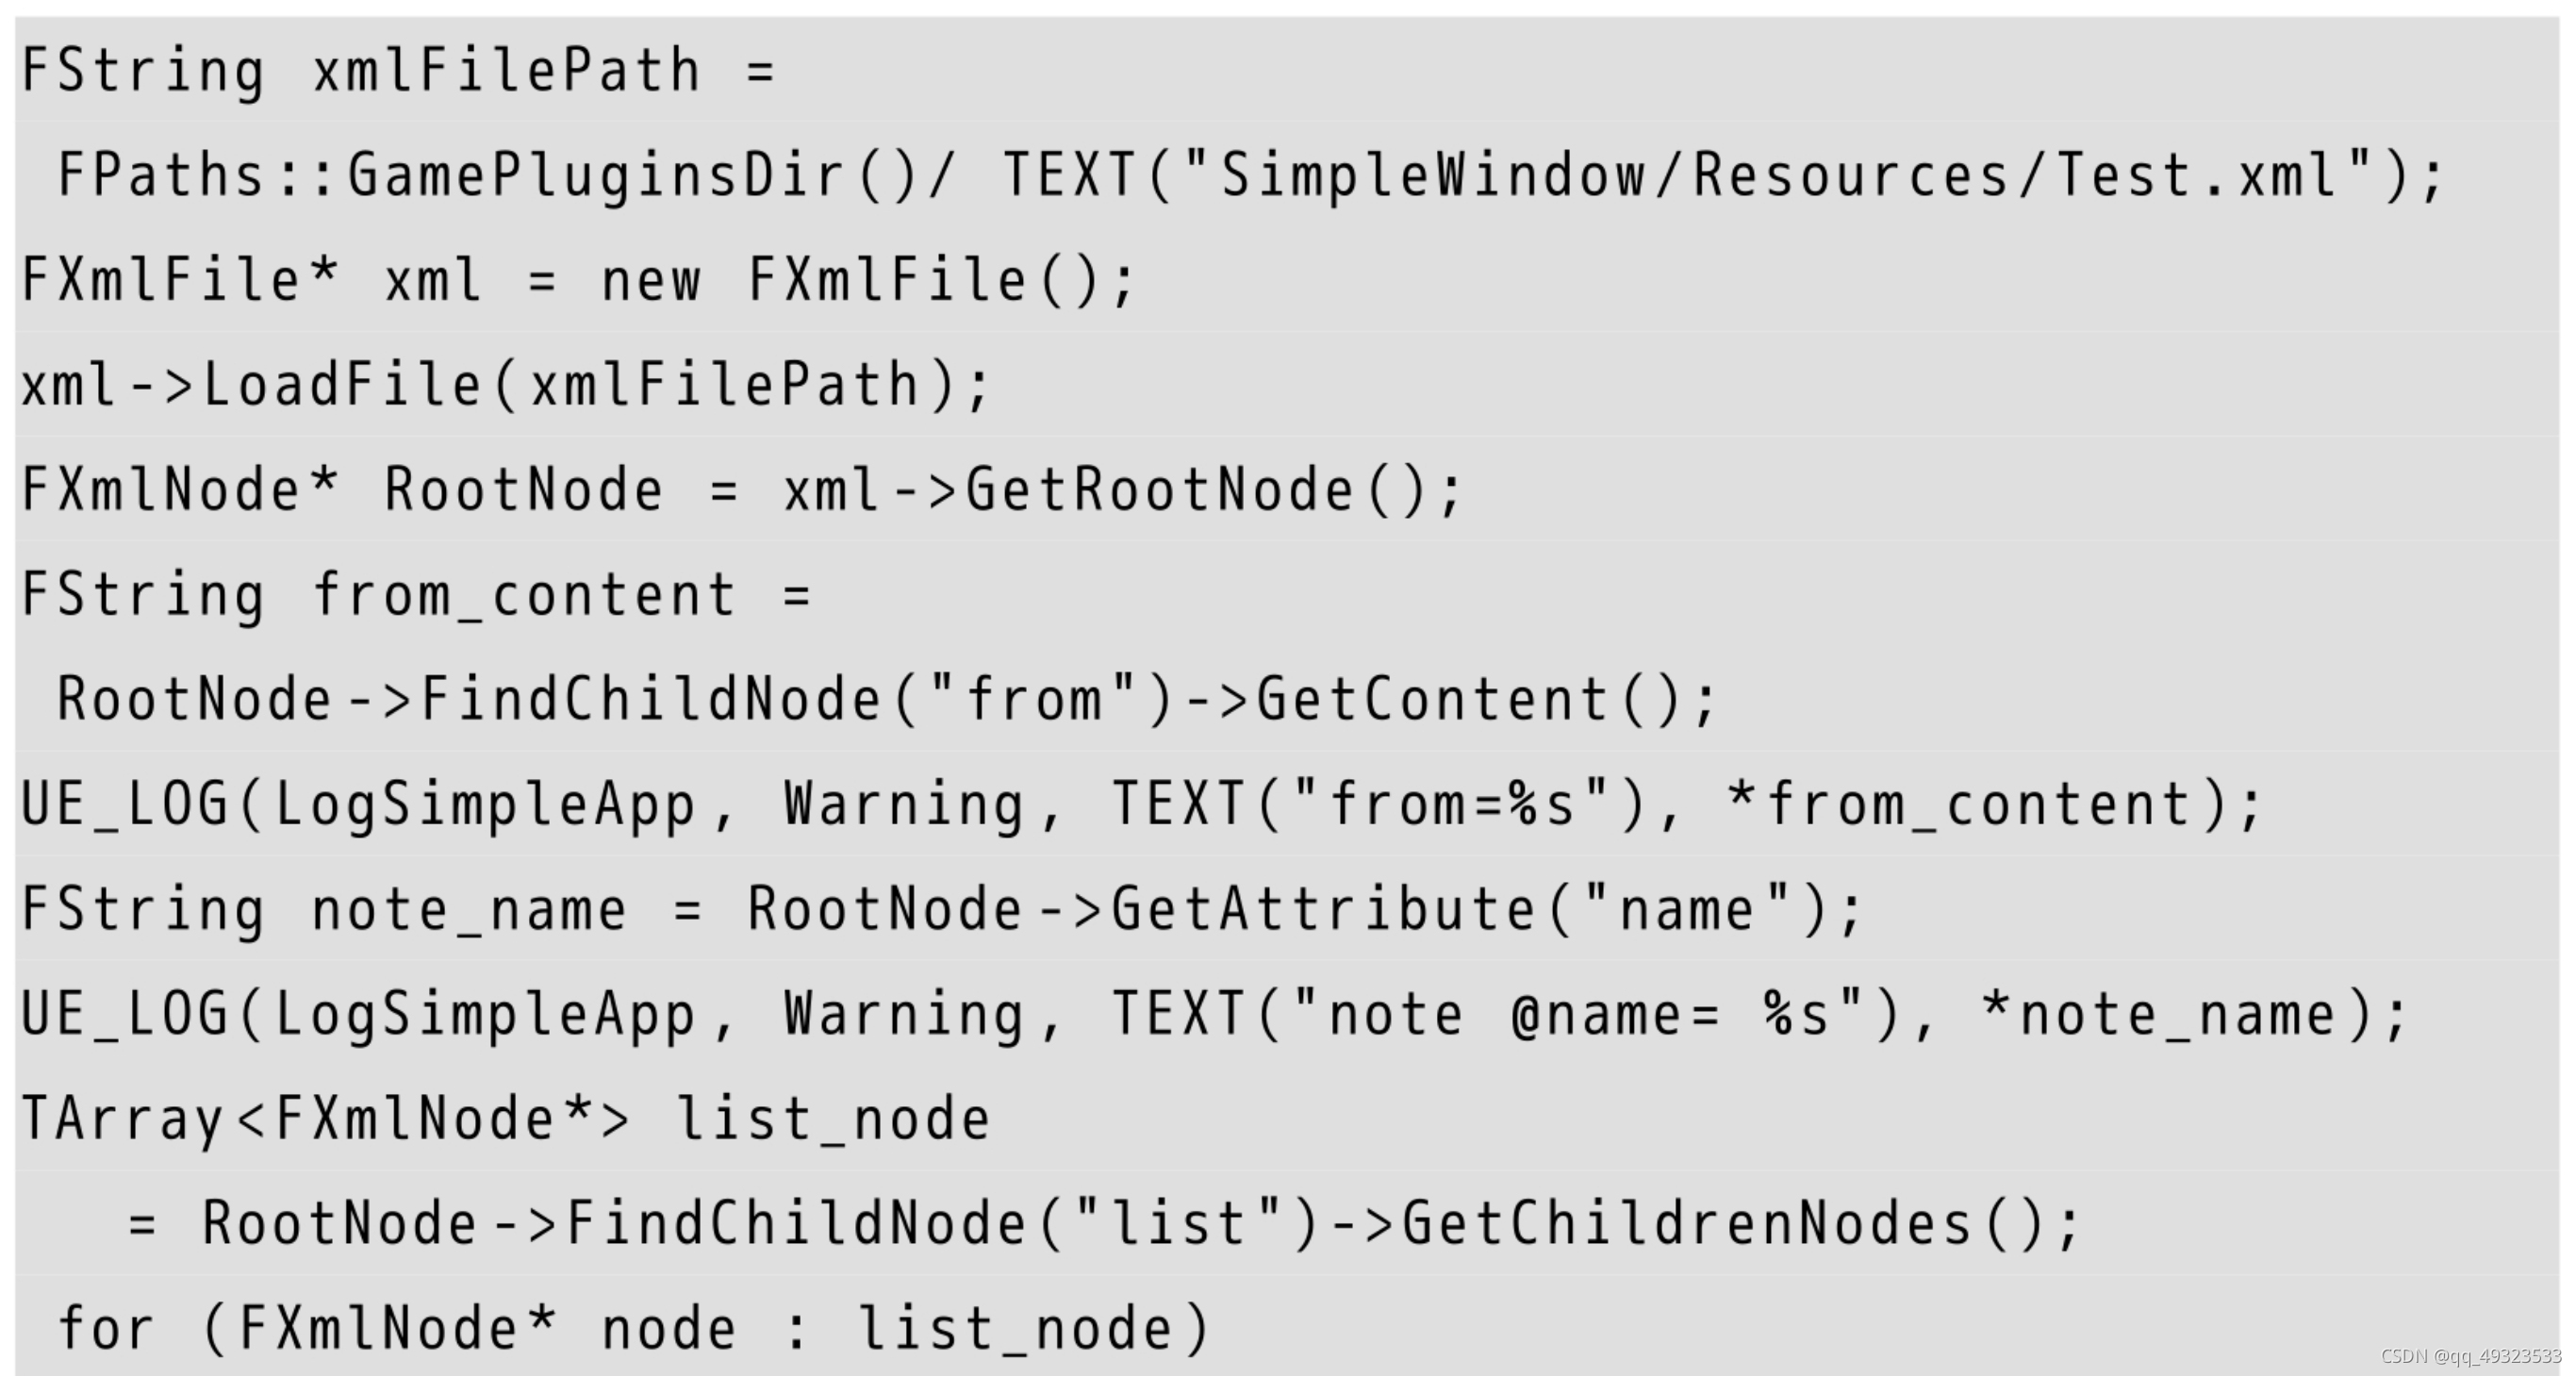 FString xmlFilePath =
 FPaths::GamePluginsDir()/ TEXT("SimpleWindow/Resources/Test.xml");
FXmlFile* xml = new FXmlFile();
xml->LoadFile(xmlFilePath);
FXmlNode* RootNode = xml->GetRootNode();
FString from_content =
 RootNode->FindChildNode("from")->GetContent();
UE_LOG(LogSimpleApp, Warning, TEXT("from=%s"), *from_content);
FString note_name = RootNode->GetAttribute("name");
UE_LOG(LogSimpleApp, Warning, TEXT("note @name= %s"), *note_name);
TArray<FXmlNode*> list_node
   = RootNode->FindChildNode("list")->GetChildrenNodes();
 for (FXmlNode* node : list_node)
CSDN @qq_49323533